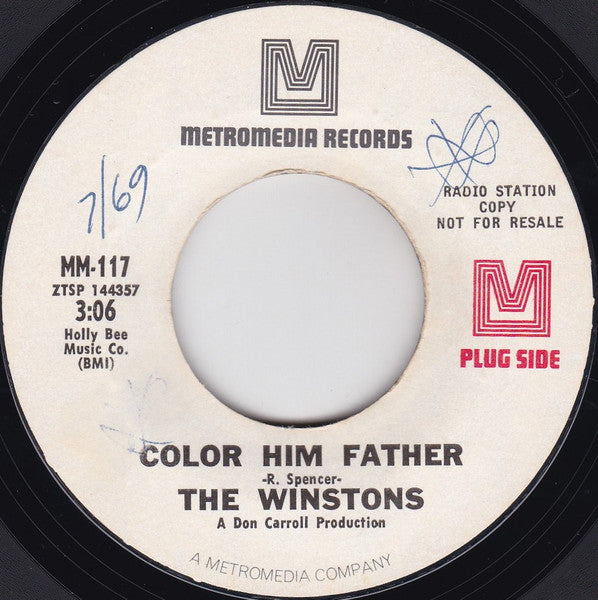 METROMEDIA RECORDS
7/69
RADIO STATION
COPY
NOT FOR RESALE
MM-117
ZTSP 144357
3:06
Holly Bee
Music Co.
(BMI)
PLUG SIDE
COLOR HIM FATHER
-R. Spencer-
THE WINSTONS
A Don Carroll Production
A METROMEDIA COMPANY